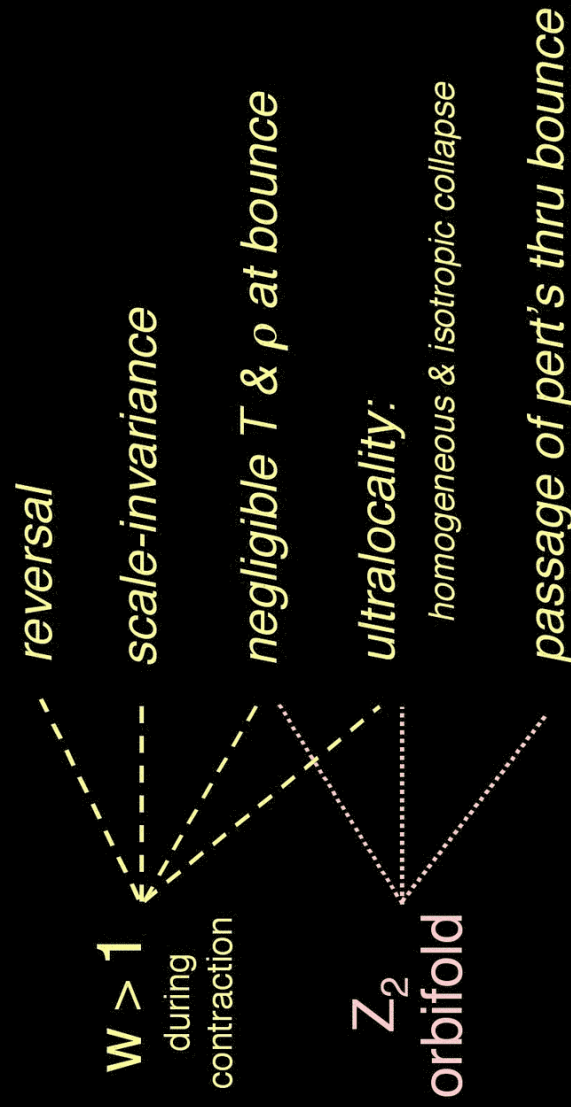 w > 1
during
contraction
Z₂
orbifold
reversal
scale-invariance
negligible T & ρ at bounce
ultralocality:
homogeneous & isotropic collapse
passage of pert's thru bounce